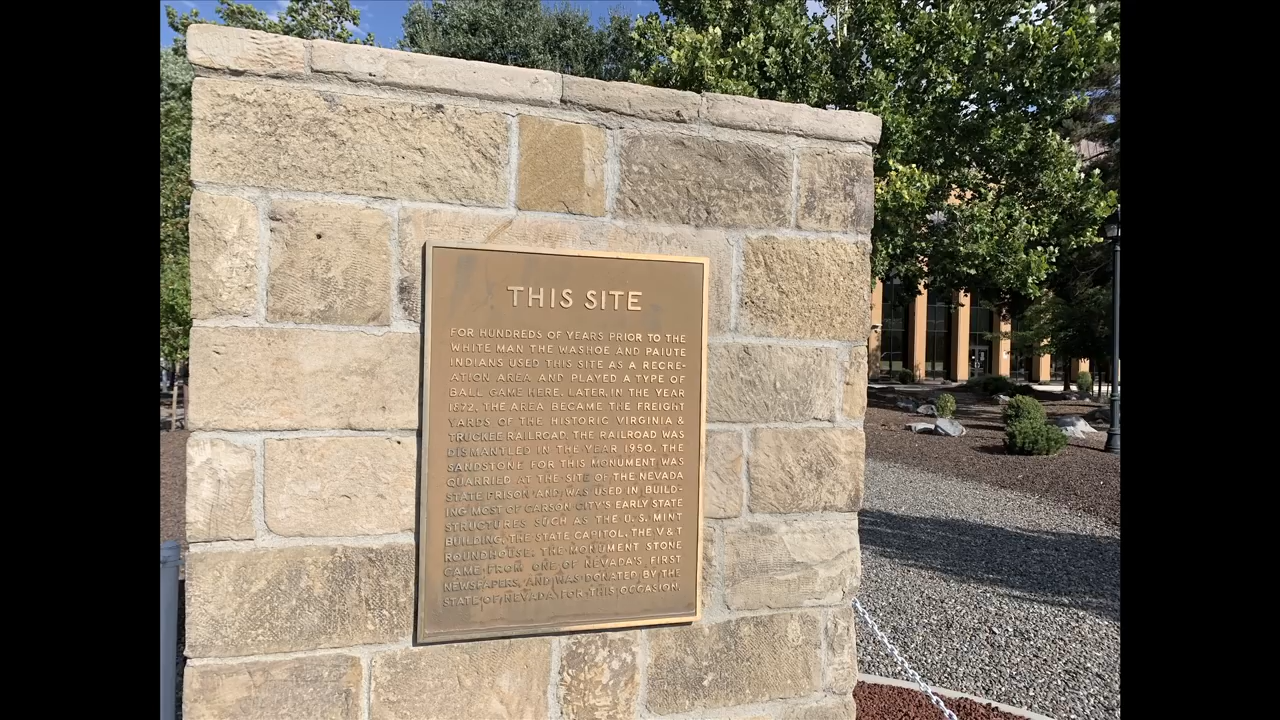 THIS SITE
FOR HUNDREDS OF YEARS PRIOR TO THE
WHITE MAN THE WASHOE AND PAIUTE
INDIANS USED THIS SITE AS A RECRE-
ATION AREA AND PLAYED A TYPE OF
BALL GAME HERE. LATER, IN THE YEAR
1872, THE AREA BECAME THE FREIGHT
YARDS OF THE HISTORIC VIRGINIA &
TRUCKEE RAILROAD. THE RAILROAD WAS
DISMANTLED IN THE YEAR 1950. THE
SANDSTONE FOR THIS MONUMENT WAS
QUARRIED AT THE SITE OF THE NEVADA
STATE PRISON AND WAS USED IN BUILD-
ING MOST OF CARSON CITY'S EARLY STATE
STRUCTURES SUCH AS THE U.S. MINT
BUILDING, THE STATE CAPITOL, THE V & T
ROUNDHOUSE. THE MONUMENT STONE
CAME FROM ONE OF NEVADA'S FIRST
NEWSPAPERS, AND WAS DONATED BY THE
STATE OF NEVADA FOR THIS OCCASION.